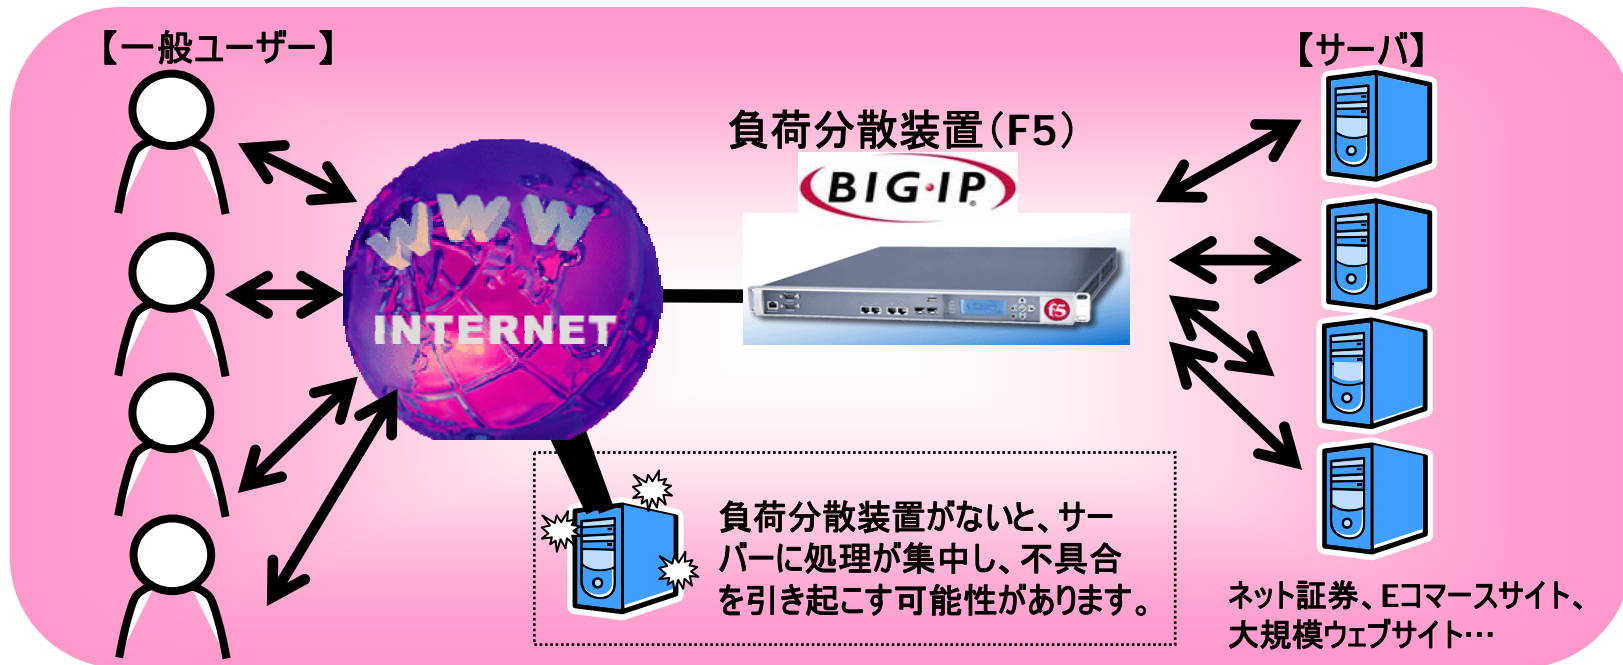 【一般ユーザー】
【サーバ】
負荷分散装置（F5）
BIG·IP
WWW
INTERNET
f5
負荷分散装置がないと、サー
バーに処理が集中し、不具合
を引き起こす可能性があります。
ネット証券、Eコマースサイト、
大規模ウェブサイト…